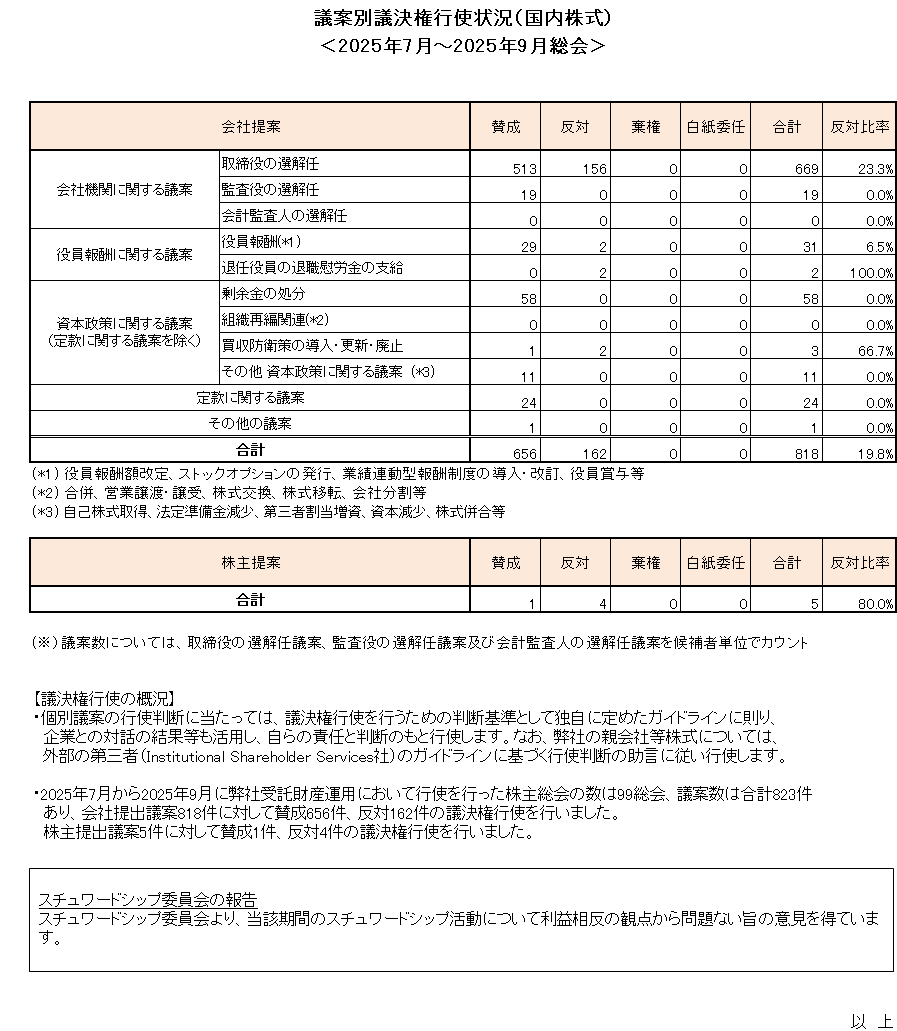 議案別議決権行使状況（国内株式）
＜2025年7月～2025年9月総会＞
会社提案 賛成 反対 棄権 白紙委任 合計 反対比率
会社機関に関する議案 取締役の選解任 513 156 0 0 669 23.3%
監査役の選解任 19 0 0 0 19 0.0%
会計監査人の選解任 0 0 0 0 0 0.0%
役員報酬に関する議案 役員報酬(*1) 29 2 0 0 31 6.5%
退任役員の退職慰労金の支給 0 2 0 0 2 100.0%
資本政策に関する議案
（定款に関する議案を除く） 剰余金の処分 58 0 0 0 58 0.0%
組織再編関連(*2) 0 0 0 0 0 0.0%
買収防衛策の導入・更新・廃止 1 2 0 0 3 66.7%
その他 資本政策に関する議案 (*3) 11 0 0 0 11 0.0%
定款に関する議案 24 0 0 0 24 0.0%
その他の議案 1 0 0 0 1 0.0%
合計 656 162 0 0 818 19.8%
(*1) 役員報酬額改定、ストックオプションの発行、業績連動型報酬制度の導入・改訂、役員賞与等
(*2) 合併、営業譲渡・譲受、株式交換、株式移転、会社分割等
(*3) 自己株式取得、法定準備金減少、第三者割当増資、資本減少、株式併合等
株主提案 賛成 反対 棄権 白紙委任 合計 反対比率
合計 1 4 0 0 5 80.0%
（※）議案数については、取締役の選解任議案、監査役の選解任議案及び会計監査人の選解任議案を候補者単位でカウント
【議決権行使の概況】
・個別議案の行使判断に当たっては、議決権行使を行うための判断基準として独自に定めたガイドラインに則り、
企業との対話の結果等も活用し、自らの責任と判断のもと行使します。なお、弊社の親会社等株式については、
外部の第三者（Institutional Shareholder Services社）のガイドラインに基づく行使判断の助言に従い行使します。
・2025年7月から2025年9月に弊社受託財産運用において行使を行った株主総会の数は99総会、議案数は合計823件
あり、会社提出議案818件に対して賛成656件、反対162件の議決権行使を行いました。
株主提出議案5件に対して賛成1件、反対4件の議決権行使を行いました。
スチュワードシップ委員会の報告
スチュワードシップ委員会より、当該期間のスチュワードシップ活動について利益相反の観点から問題ない旨の意見を得ていま
す。
以 上